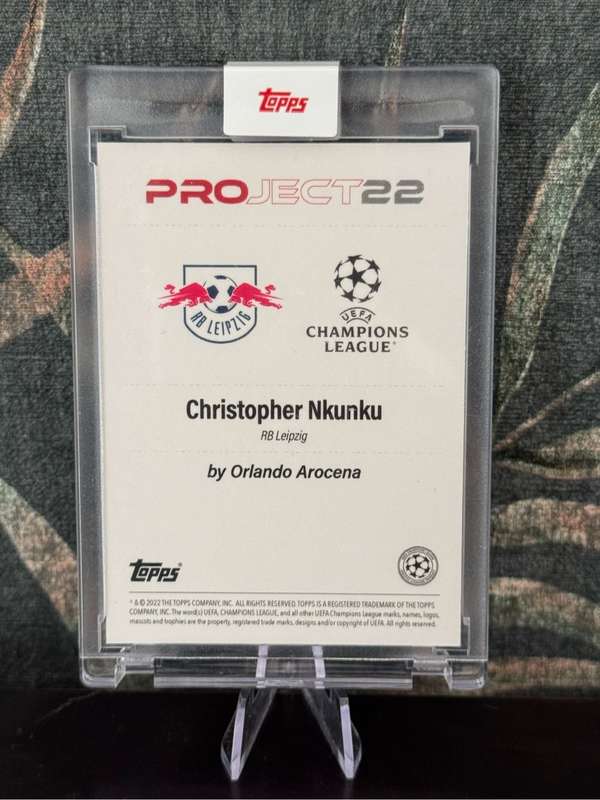 Topps
PROJECT22
RB LEIPZIG
UEFA
CHAMPIONS
LEAGUE®
Christopher Nkunku
RB Leipzig
by Orlando Arocena
Topps®
® & © 2022 THE TOPPS COMPANY, INC. ALL RIGHTS RESERVED. TOPPS IS A REGISTERED TRADEMARK OF THE TOPPS
COMPANY, INC. The word(s) UEFA, CHAMPIONS LEAGUE, and all other UEFA Champions League marks, names, logos,
mascots and trophies are the property, registered trade marks, designs and/or copyright of UEFA. All rights reserved.